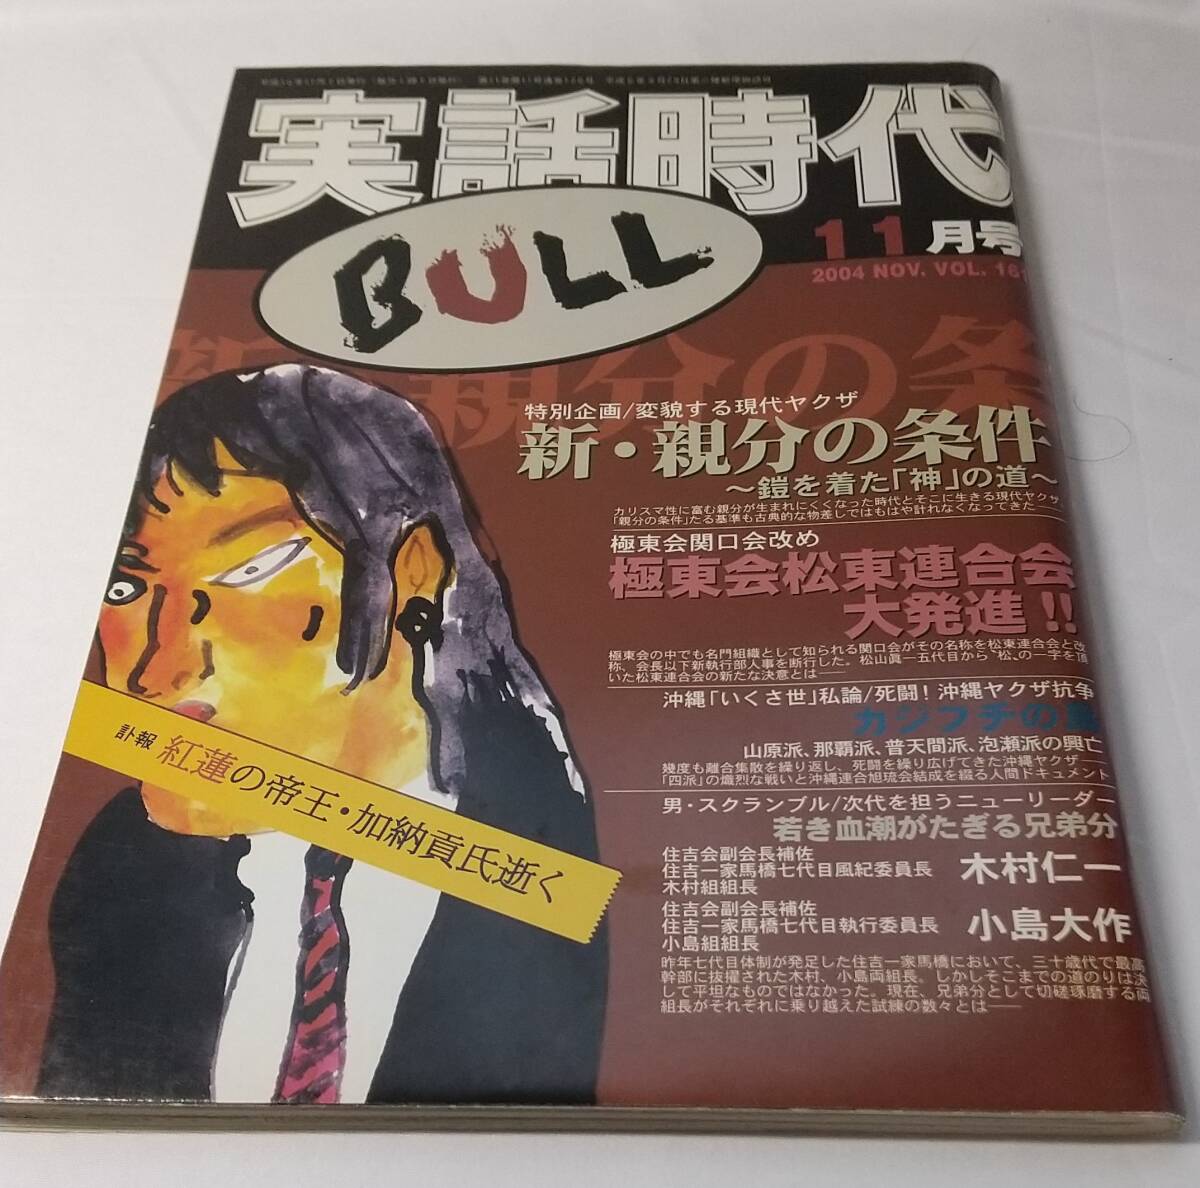 実話時代
BULL
11月号
2004 NOV. VOL. 161
新・親分の条
特別企画/変貌する現代ヤクザ
新・親分の条件
～鎧を着た「神」の道～
カリスマ性に富む親分が生まれにくくなった時代とそこに生きる現代ヤクザ
「親分の条件」たる基準も古典的な物差しではもはや計れなくなってきた――
極東会関口会改め
極東会松東連合会
大発進!!
極東会の中でも名門組織として知られる関口会がその名称を松東連合会と改
称、会長以下新執行部人事を断行した。松山眞一五代目から〝松〟の一字を頂
いた松東連合会の新たな決意とは――
沖縄「いくさ世」私論/死闘!沖縄ヤクザ抗争
カジフチの
山原派、那覇派、普天間派、泡瀬派の興亡
幾度も離合集散を繰り返し、死闘を繰り広げてきた沖縄ヤクザ――
「四派」の熾烈な戦いと沖縄連合旭琉会結成を綴る人間ドキュメント
男・スクランブル/次代を担うニューリーダー
若き血潮がたぎる兄弟分
住吉会副会長補佐
住吉一家馬橋七代目風紀委員長
木村組組長
木村仁一
住吉会副会長補佐
住吉一家馬橋七代目執行委員長
小島組組長
小島大作
昨年七代目体制が発足した住吉一家馬橋において、三十歳代で最高
幹部に抜擢された木村、小島両組長。しかしそこまでの道のりは決
して平坦なものではなかった。現在、兄弟分として切磋琢磨する両
組長がそれぞれに乗り越えた試練の数々とは――
訃報 紅蓮の帝王・加納貢氏逝く